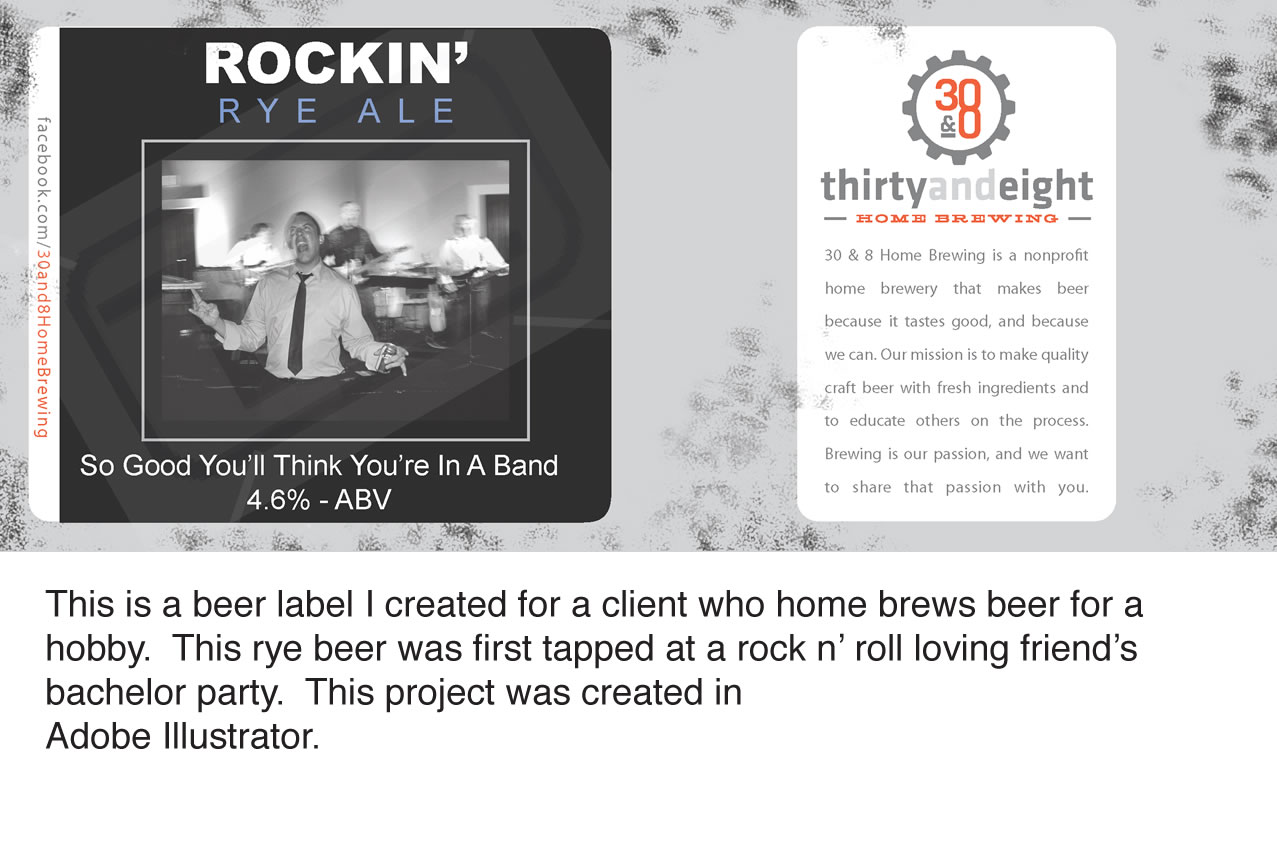 ROCKIN’
RYE ALE
facebook.com/30and8HomeBrewing
So Good You’ll Think You’re In A Band
4.6% - ABV
30
&
8
thirtyandeight
HOME BREWING
30 & 8 Home Brewing is a nonprofit
home brewery that makes beer
because it tastes good, and because
we can. Our mission is to make quality
craft beer with fresh ingredients and
to educate others on the process.
Brewing is our passion, and we want
to share that passion with you.
This is a beer label I created for a client who home brews beer for a
hobby.  This rye beer was first tapped at a rock n’ roll loving friend’s
bachelor party.  This project was created in
Adobe Illustrator.